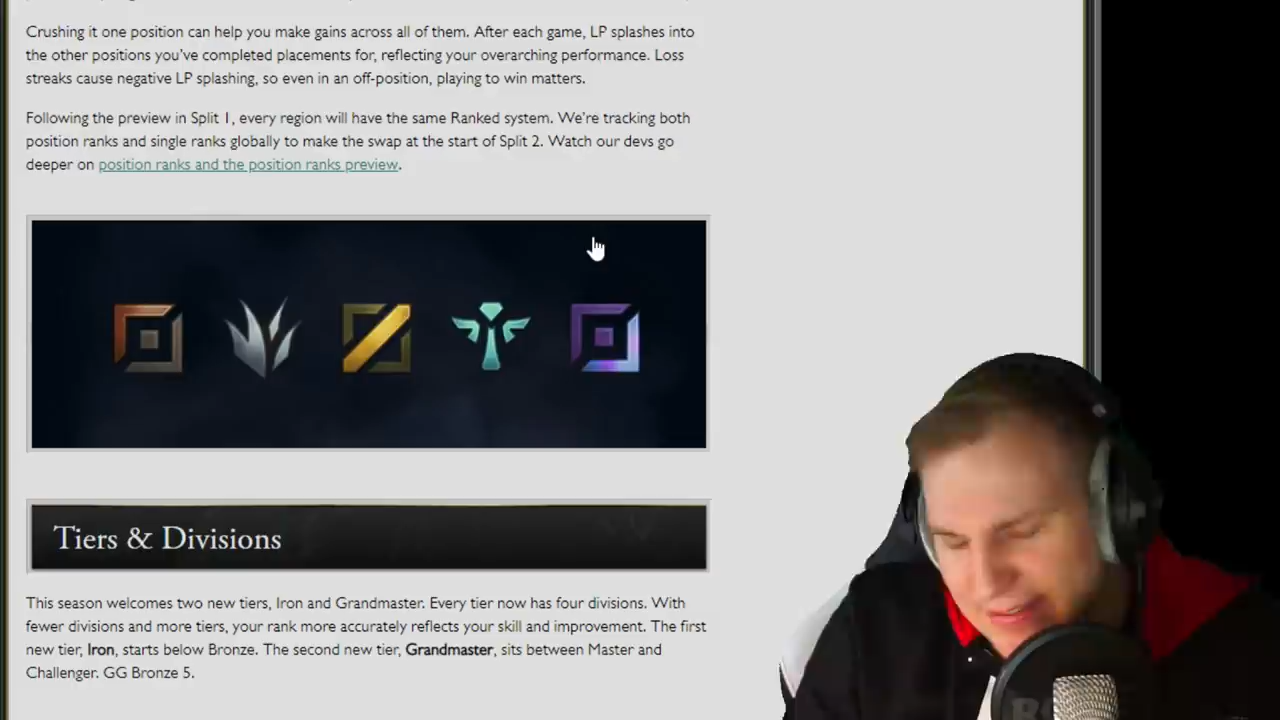 Crushing it one position can help you make gains across all of them. After each game, LP splashes into
the other positions you've completed placements for, reflecting your overarching performance. Loss
streaks cause negative LP splashing, so even in an off-position, playing to win matters.
Following the preview in Split 1, every region will have the same Ranked system. We're tracking both
position ranks and single ranks globally to make the swap at the start of Split 2. Watch our devs go
deeper on position ranks and the position ranks preview.
Tiers & Divisions
This season welcomes two new tiers, Iron and Grandmaster. Every tier now has four divisions. With
fewer divisions and more tiers, your rank more accurately reflects your skill and improvement. The first
new tier, Iron, starts below Bronze. The second new tier, Grandmaster, sits between Master and
Challenger. GG Bronze 5.